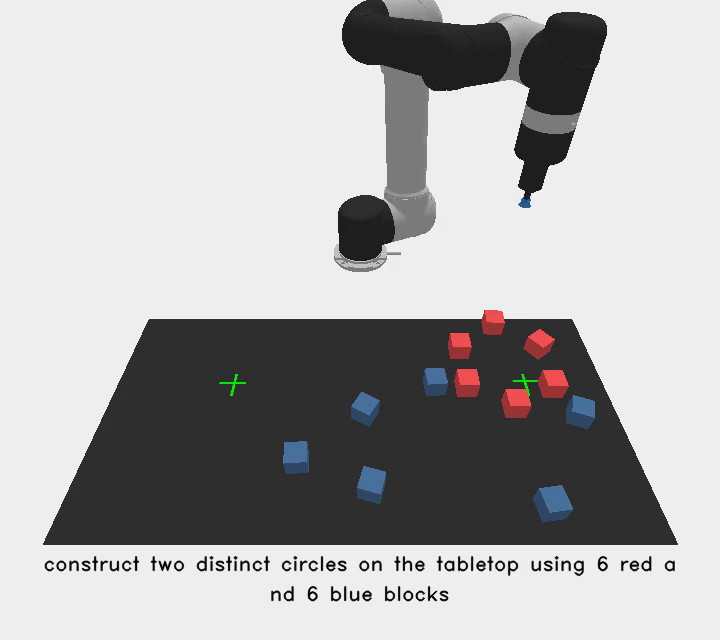 construct two distinct circles on the tabletop using 6 red a
nd 6 blue blocks